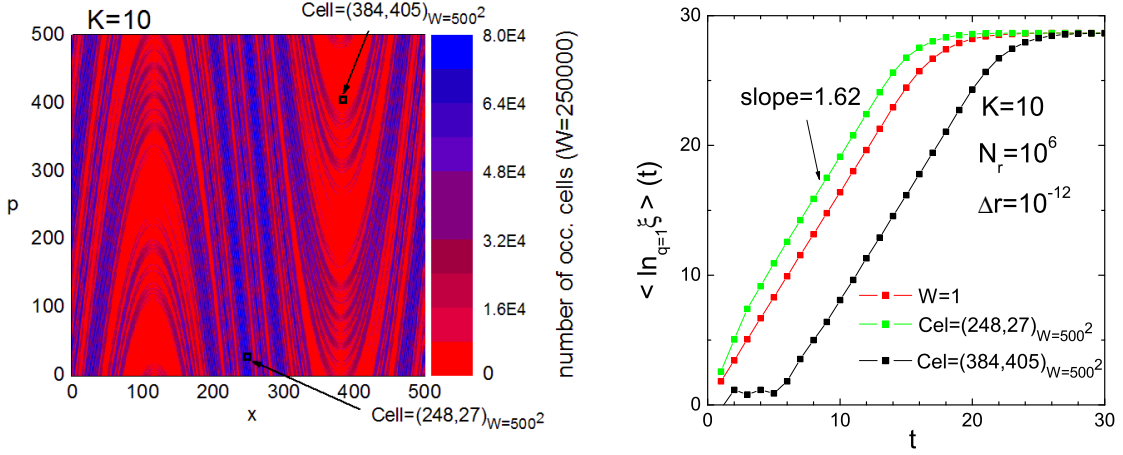 K=10
Cell=(384,405)W=500²
500
400
300
200
100
0
p
0 100 200 300 400 500
x
8.0E4
6.4E4
4.8E4
3.2E4
1.6E4
0
number of occ. cells (W=2500000)
Cell=(248,27)W=500²
30
20
10
0
< ln q=1 ξ > (t)
slope=1.62
K=10
Nr=10⁶
Δr=10⁻¹²
W=1
Cel=(248,27)W=500²
Cel=(384,405)W=500²
0 10 20 30
t